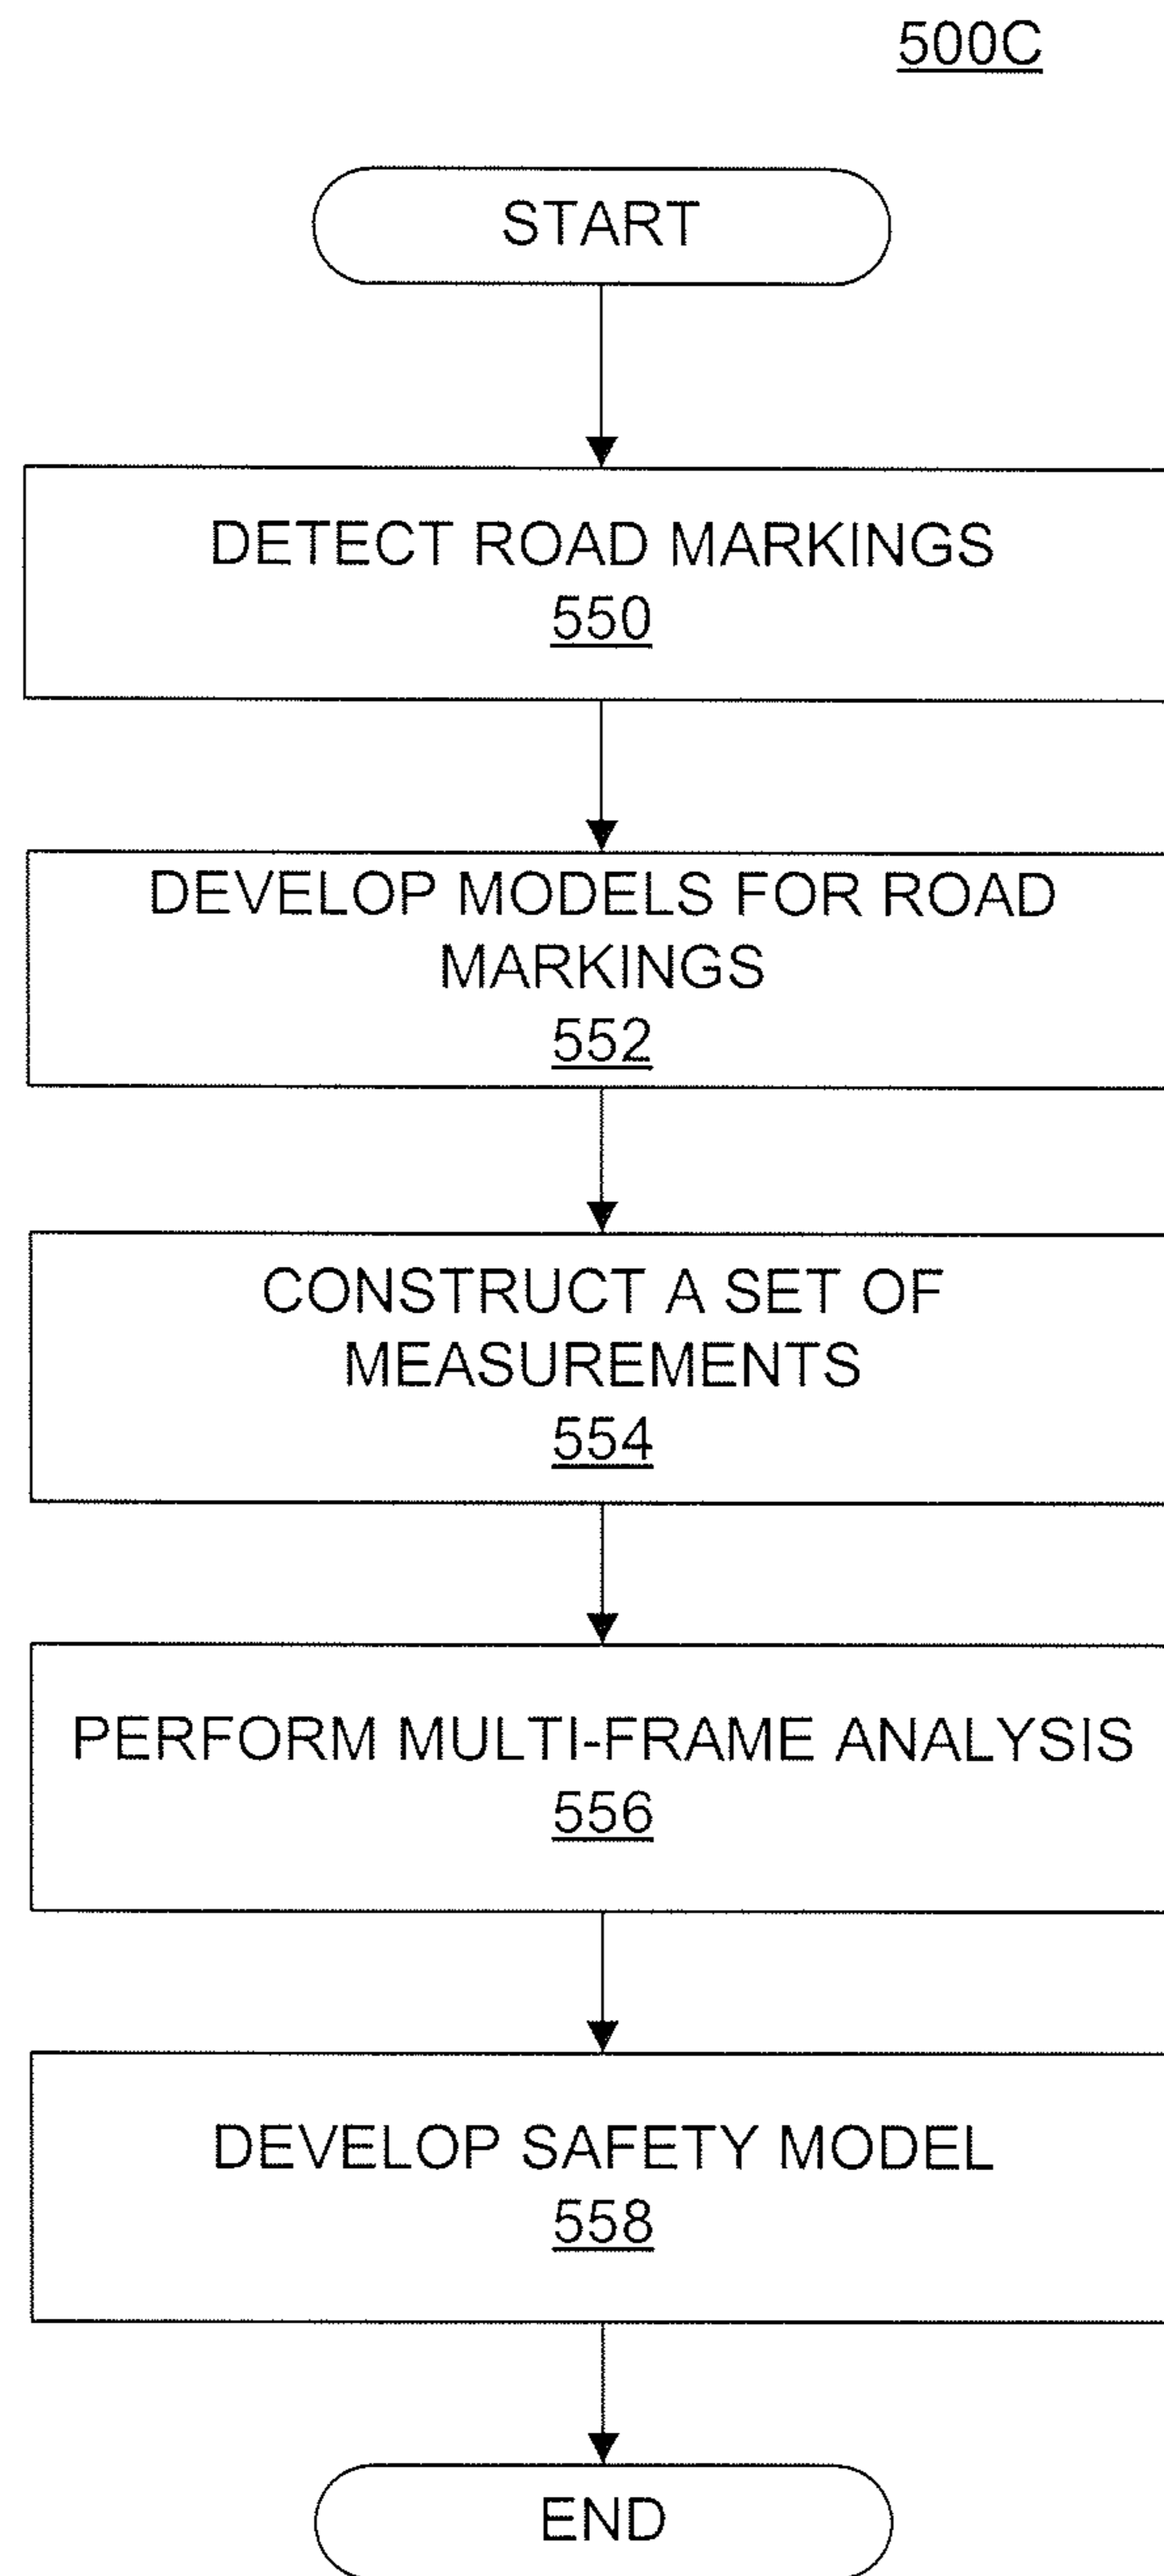 500C
START
DETECT ROAD MARKINGS
550
DEVELOP MODELS FOR ROAD
MARKINGS
552
CONSTRUCT A SET OF
MEASUREMENTS
554
PERFORM MULTI-FRAME ANALYSIS
556
DEVELOP SAFETY MODEL
558
END